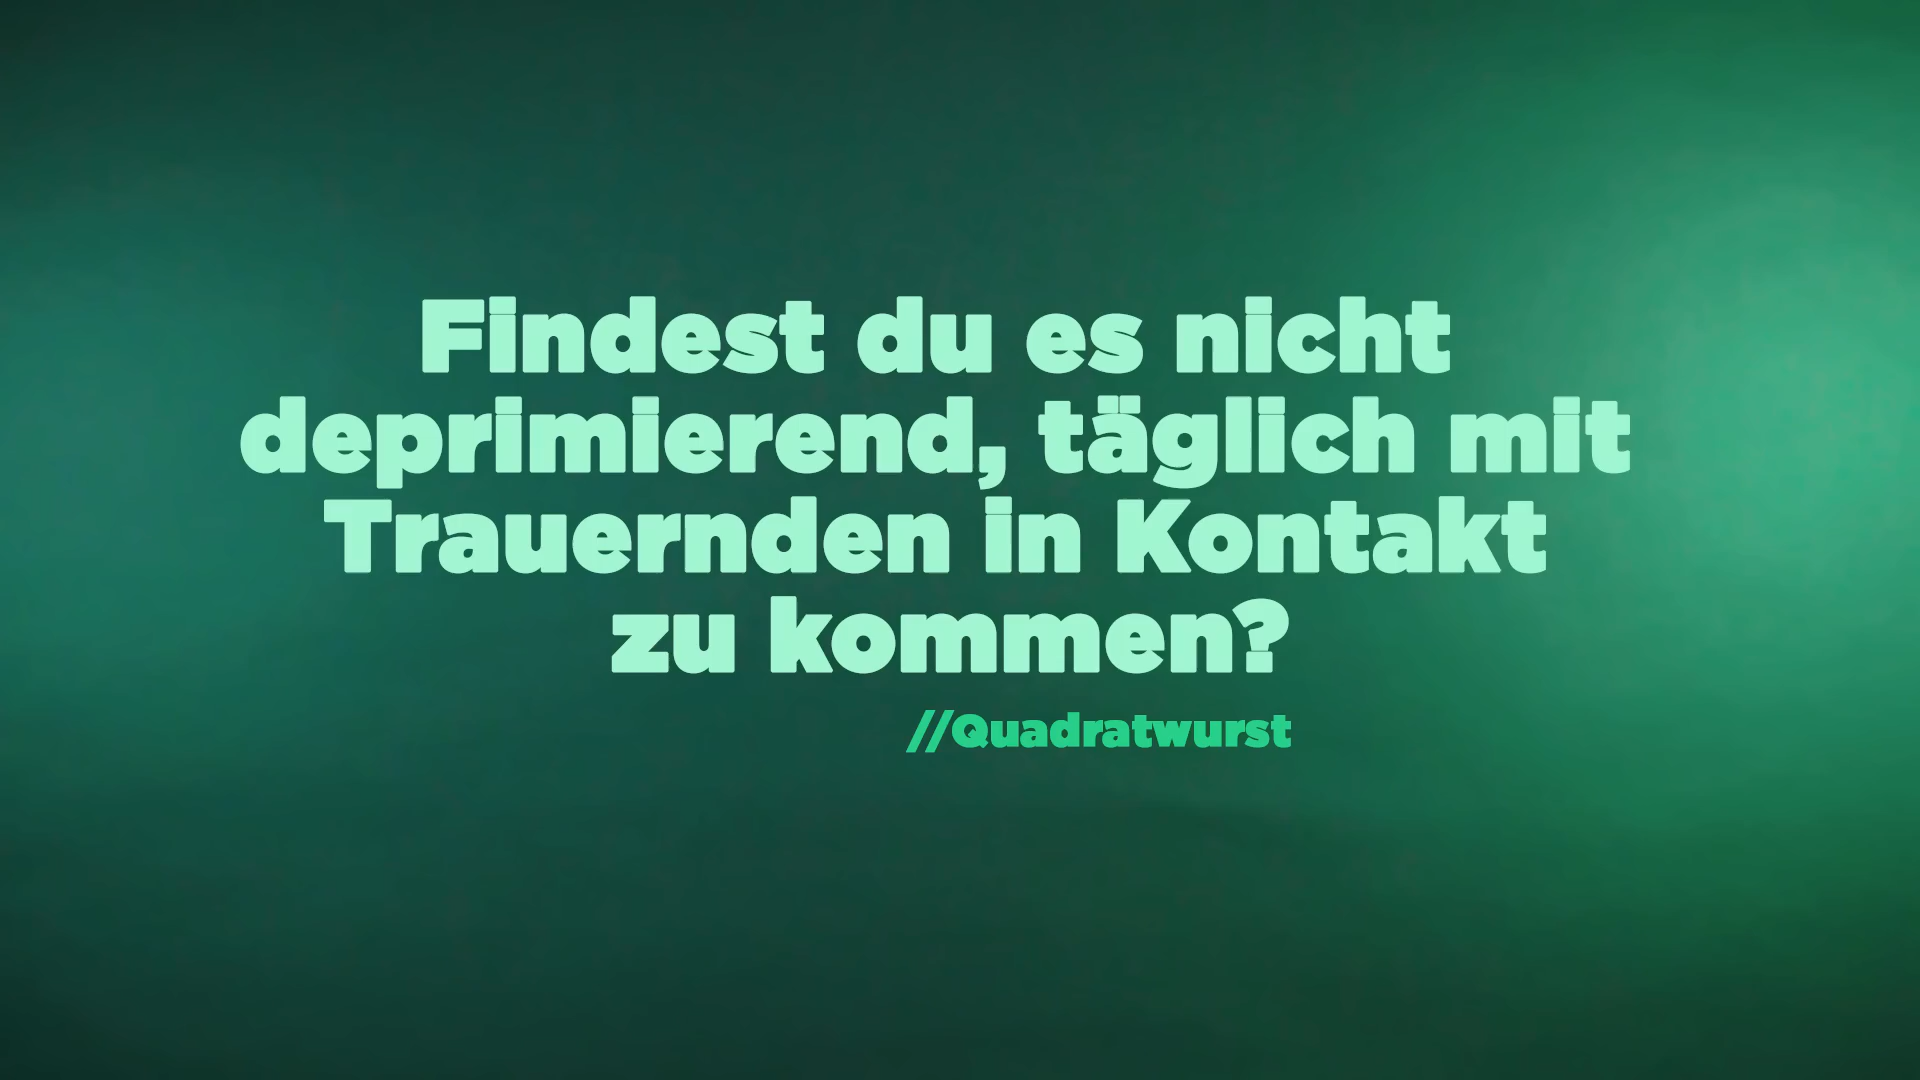 Findest du es nicht
deprimierend, täglich mit
Trauernden in Kontakt
zu kommen?
//Quadratwurst